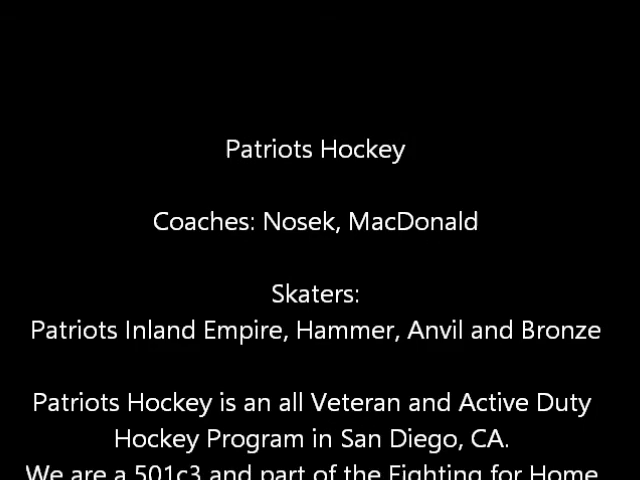 Patriots Hockey
Coaches: Nosek, MacDonald
Skaters:
Patriots Inland Empire, Hammer, Anvil and Bronze
Patriots Hockey is an all Veteran and Active Duty
Hockey Program in San Diego, CA.
We are a 501c3 and part of the Fighting for Home